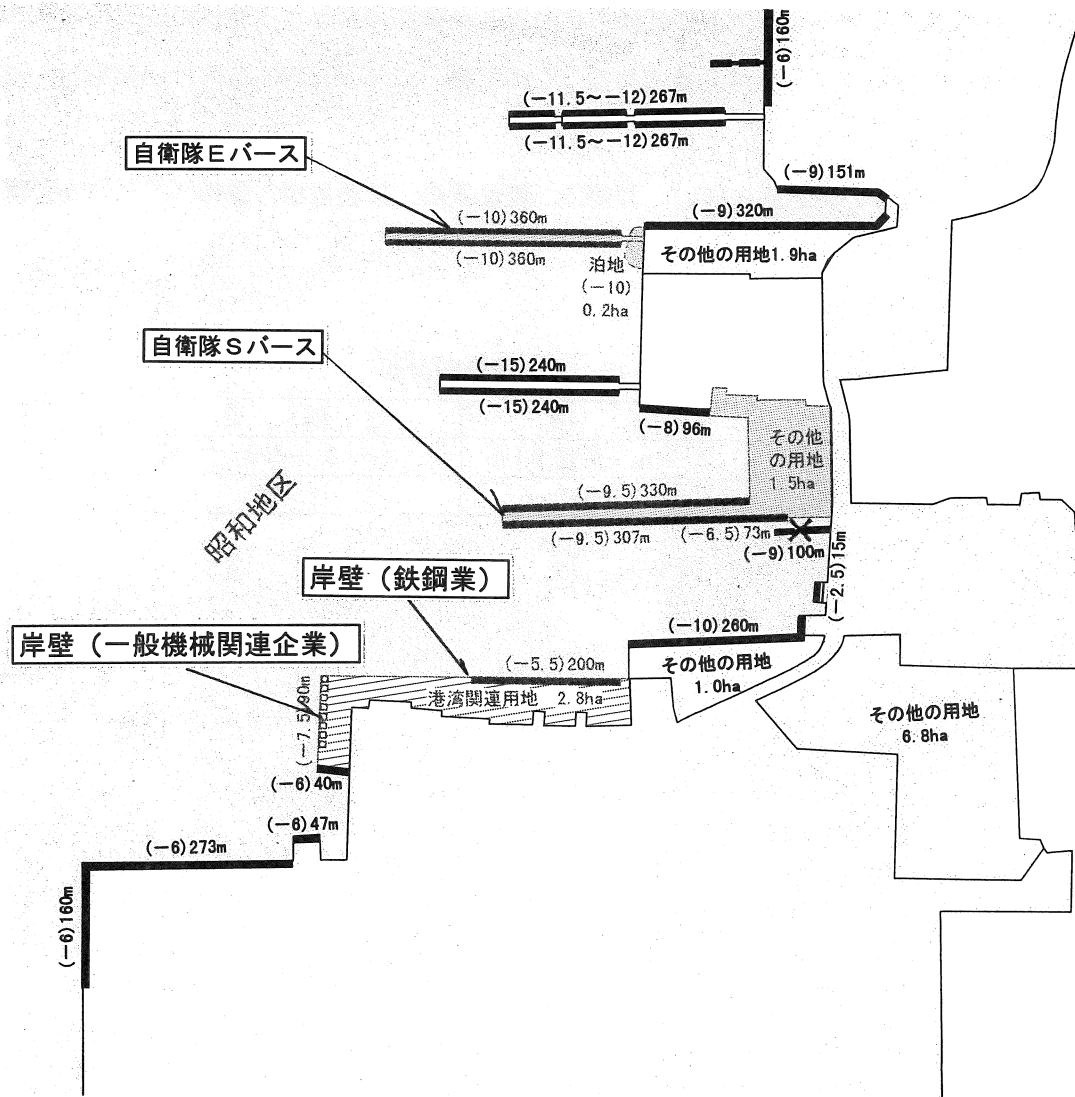 (−6)160m
(−11.5～−12)267m
(−11.5～−12)267m
自衛隊Eバース
(−9)151m
(−10)360m
(−9)320m
(−10)360m
泊地
(−10)
0.2ha
その他の用地1.9ha
自衛隊Sバース
(−15)240m
(−15)240m
(−8)96m
その他
の用地
1.5ha
昭和地区
(−9.5)330m
(−9.5)307m
(−6.5)73m
(−9)100m
(−2.5)15m
岸壁（鉄鋼業）
(−10)260m
岸壁（一般機械関連企業）
(−5.5)200m
その他の用地
1.0ha
港湾関連用地 2.8ha
(−7.5)90m
その他の用地
6.8ha
(−6)40m
(−6)47m
(−6)273m
(−6)160m